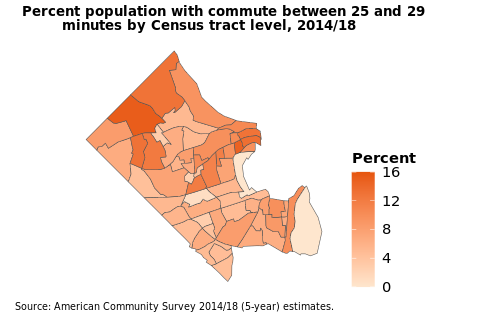 Percent population with commute between 25 and 29
minutes by Census tract level, 2014/18
Percent
16
12
8
4
0
Source: American Community Survey 2014/18 (5-year) estimates.